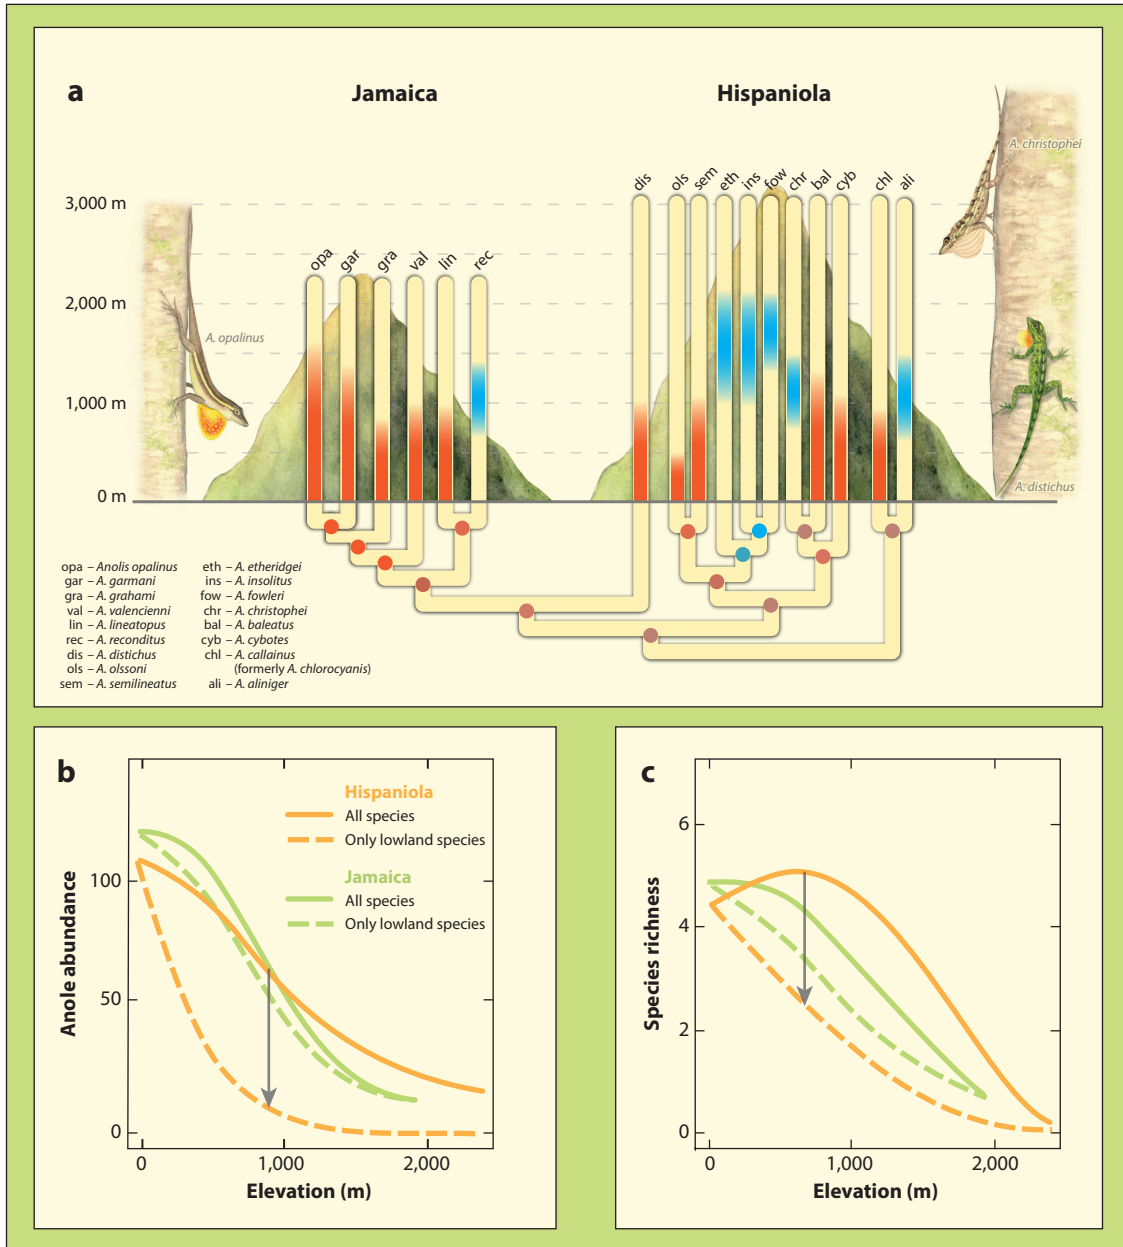 a
Jamaica
Hispaniola
A. christophei
dis
ols
sem
eth
ins
fow
chr
bal
cyb
chl
ali
3,000 m
opa
gar
gra
val
lin
rec
2,000 m
A. opalinus
1,000 m
0 m
A. distichus
opa – Anolis opalinus
gar – A. garmani
gra – A. grahami
val – A. valencienni
lin – A. lineatopus
rec – A. reconditus
dis – A. distichus
ols – A. olssoni
sem – A. semilineatus
eth – A. etheridgei
ins – A. insolitus
fow – A. fowleri
chr – A. christophei
bal – A. baleatus
cyb – A. cybotes
chl – A. callainus
(formerly A. chlorocyanis)
ali – A. aliniger
b
Hispaniola
All species
Only lowland species
Jamaica
All species
Only lowland species
Anole abundance
100
50
0
0
1,000
2,000
Elevation (m)
c
Species richness
6
4
2
0
0
1,000
2,000
Elevation (m)